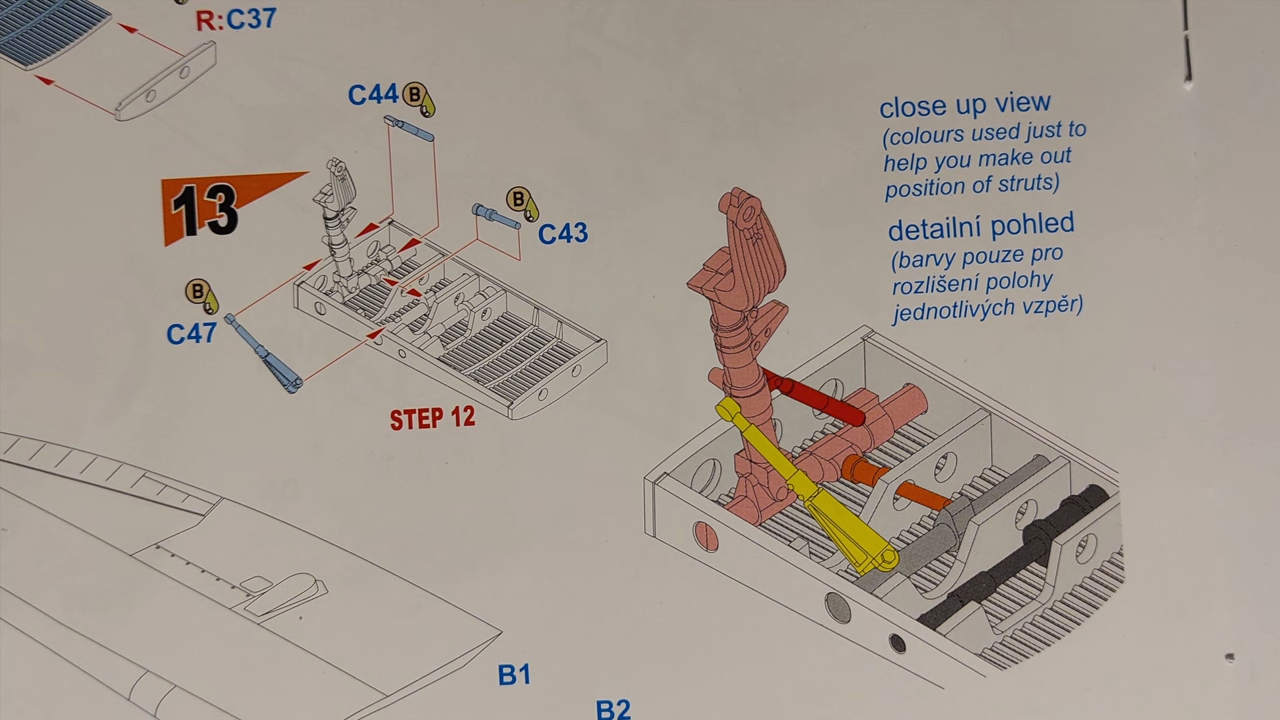 R:C37
C44 B
13
B
C43
B
C47
STEP 12
close up view
(colours used just to
help you make out
position of struts)
detailní pohled
(barvy pouze pro
rozlišení polohy
jednotlivých vzpěr)
B1
B2